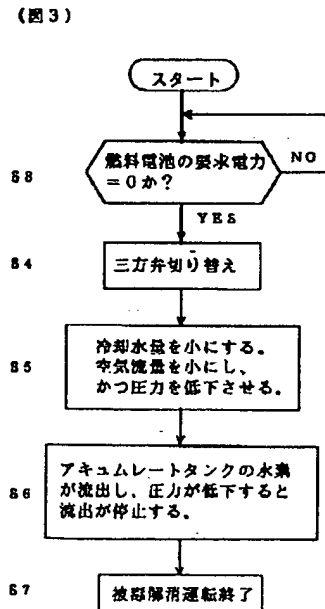 (図3)
スタート
燃料電池の要求電力
=0か?
NO
S8
YES
三方弁切り替え
S4
冷却水量を小にする。
空気流量を小にし、
かつ圧力を低下させる。
S5
アキュムレートタンクの水素
が流出し、圧力が低下すると
流出が停止する。
S6
S7
被毒解消運転終了